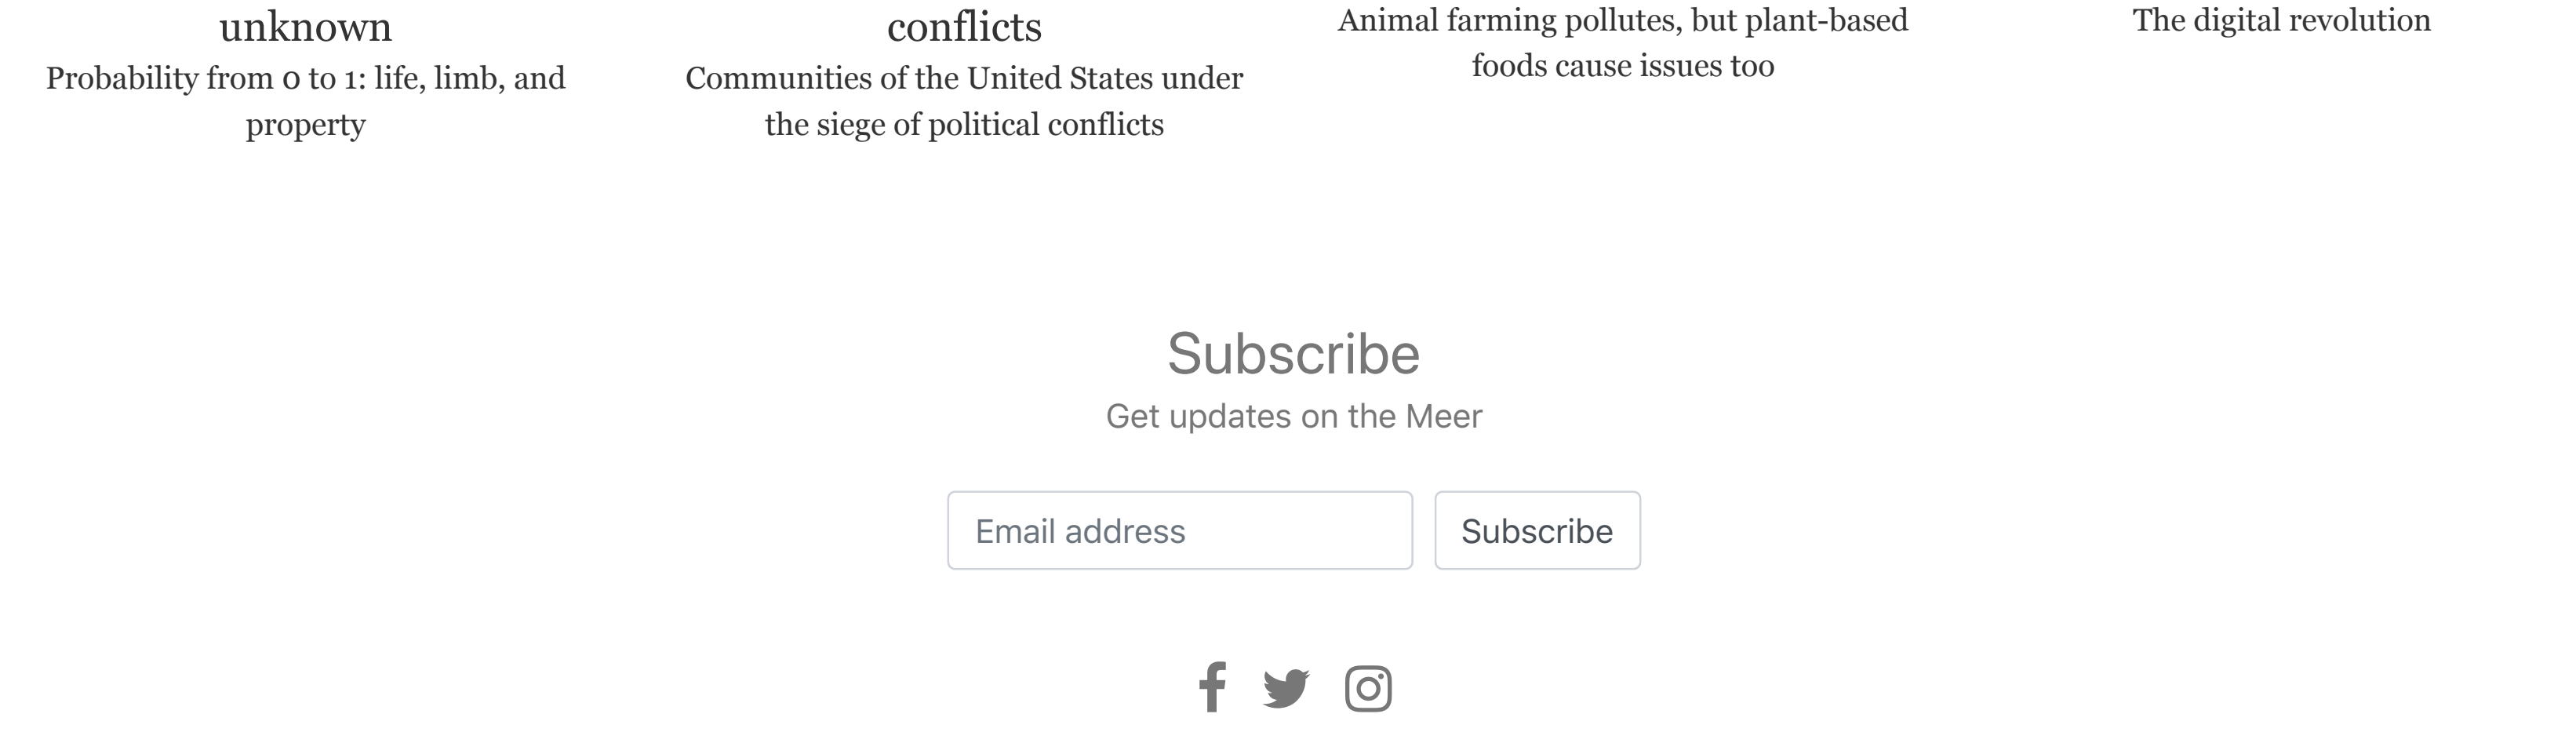 unknown
Probability from 0 to 1: life, limb, and
property
conflicts
Communities of the United States under
the siege of political conflicts
Animal farming pollutes, but plant-based
foods cause issues too
The digital revolution
Subscribe
Get updates on the Meer
Email address
Subscribe